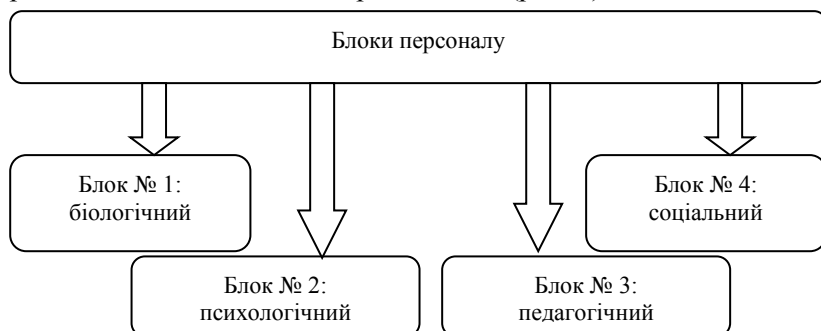 Блоки персоналу
Блок № 1:
біологічний
Блок № 4:
соціальний
Блок № 2:
психологічний
Блок № 3:
педагогічний